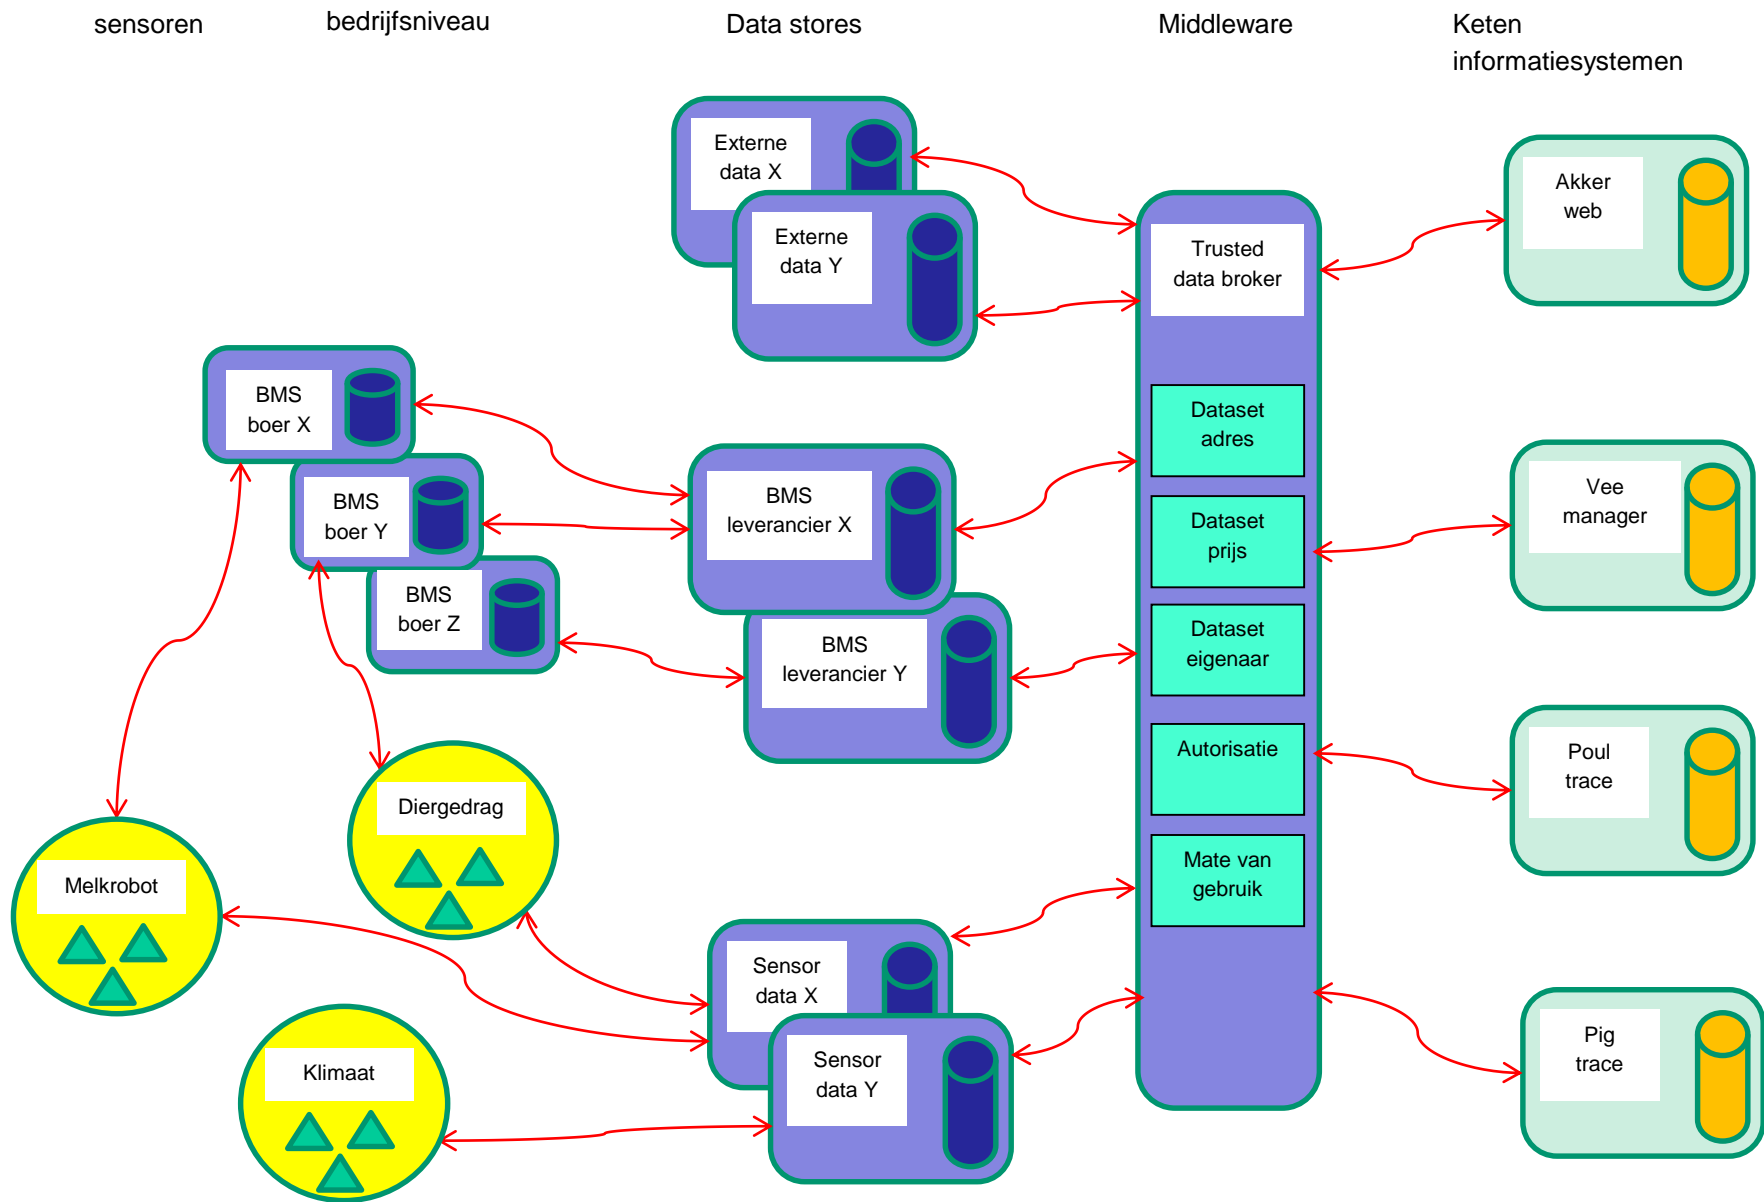 sensoren
bedrijfsniveau
Data stores
Middleware
Keten
informatiesystemen
Externe
data X
Externe
data Y
Trusted
data broker
Akker
web
BMS
boer X
BMS
boer Y
BMS
boer Z
BMS
leverancier X
BMS
leverancier Y
Dataset
adres
Dataset
prijs
Dataset
eigenaar
Autorisatie
Mate van
gebruik
Vee
manager
Poul
trace
Pig
trace
Diergedrag
Melkrobot
Klimaat
Sensor
data X
Sensor
data Y